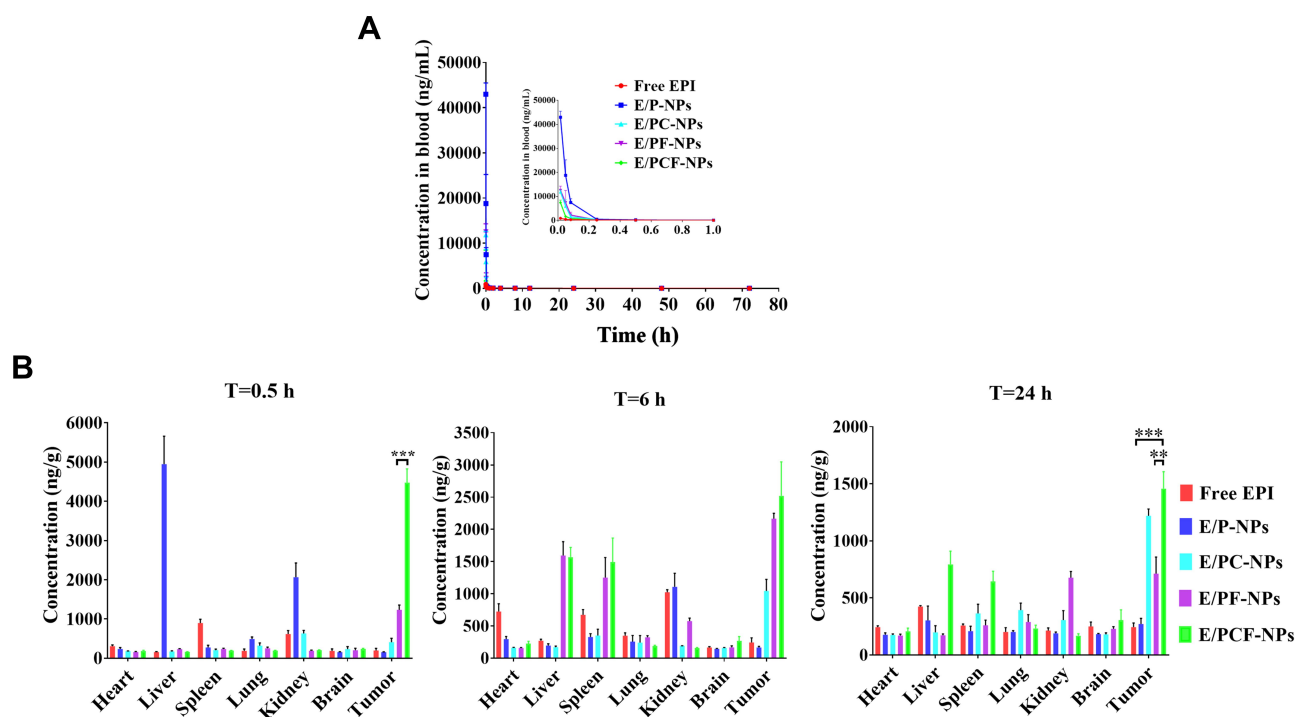 A
Concentration in blood (ng/mL)
50000
40000
30000
20000
10000
0
0 10 20 30 40 50 60 70 80
Time (h)
Concentration in blood (ng/mL)
50000
40000
30000
20000
10000
0
0.0 0.2 0.4 0.6 0.8 1.0
Free EPI
E/P-NPs
E/PC-NPs
E/PF-NPs
E/PCF-NPs
B
T=0.5 h
Concentration (ng/g)
6000
5000
4000
3000
2000
1000
0
***
Heart Liver Spleen Lung Kidney Brain Tumor
T=6 h
Concentration (ng/g)
3500
3000
2500
2000
1500
1000
500
0
Heart Liver Spleen Lung Kidney Brain Tumor
T=24 h
Concentration (ng/g)
2000
1500
1000
500
0
***
**
Heart Liver Spleen Lung Kidney Brain Tumor
Free EPI
E/P-NPs
E/PC-NPs
E/PF-NPs
E/PCF-NPs